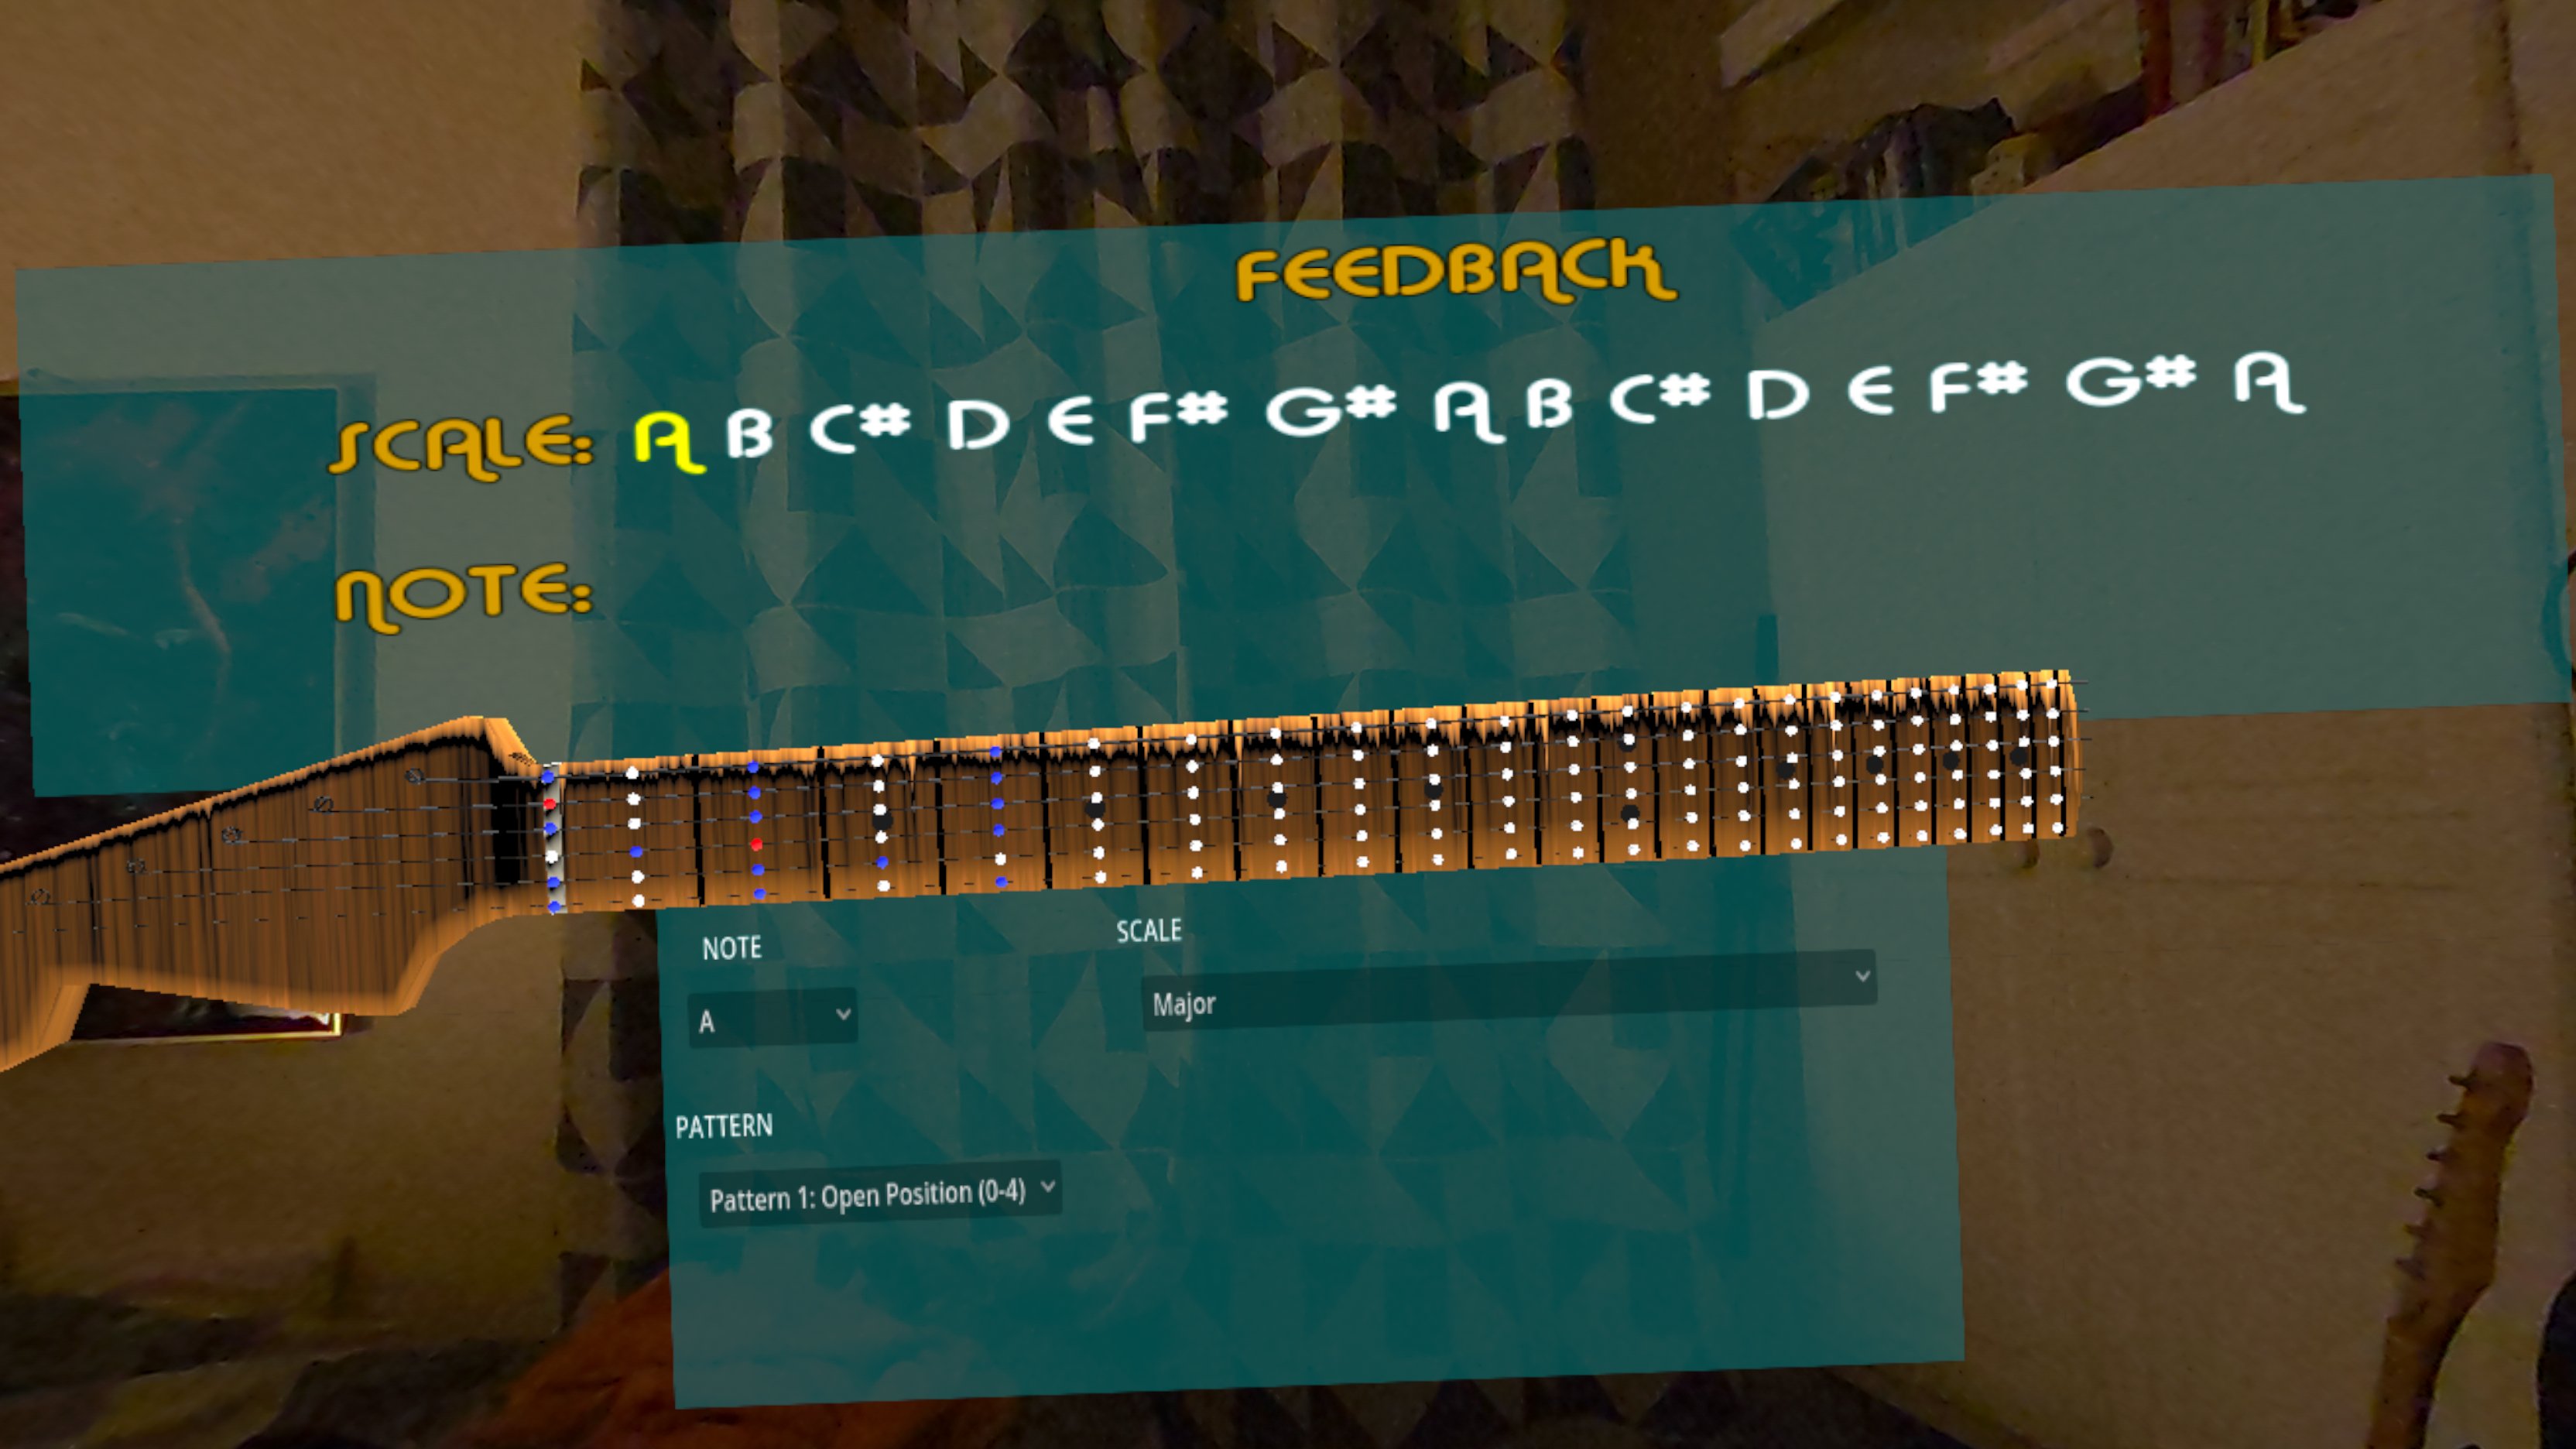 FEEDBACK
SCALE: A B C# D E F# G# A B C# D E F# G# A
NOTE:
NOTE
SCALE
A
Major
PATTERN
Pattern 1: Open Position (0-4)